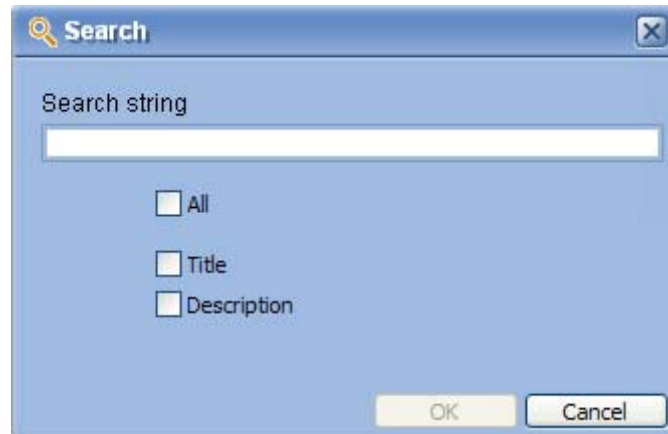 Search
Search string
All
Title
Description
OK Cancel